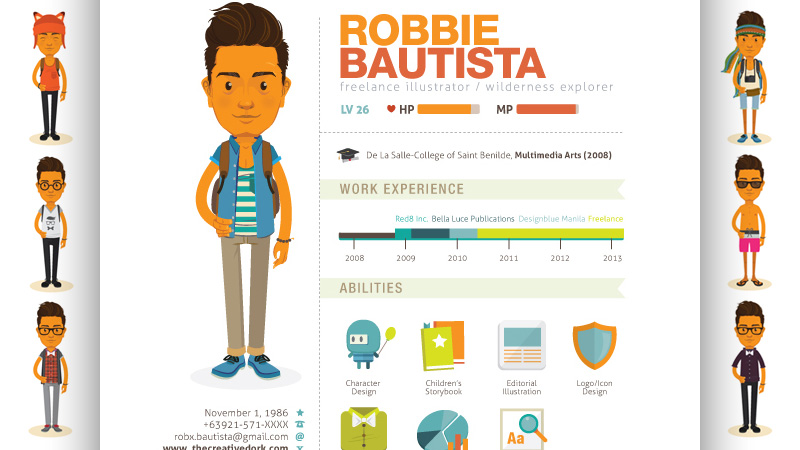 ROBBIE
BAUTISTA
freelance illustrator / wilderness explorer
LV 26 HP MP
De La Salle-College of Saint Benilde, Multimedia Arts (2008)
WORK EXPERIENCE
Red8 Inc. Bella Luce Publications Designblue Manila Freelance
2008 2009 2010 2011 2012 2013
ABILITIES
Character
Design
Children's
Storybook
Editorial
Illustration
Logo/Icon
Design
Aa
November 1, 1986
+63921-571-XXXX
robx.bautista@gmail.com @
www.thecreativedork.com